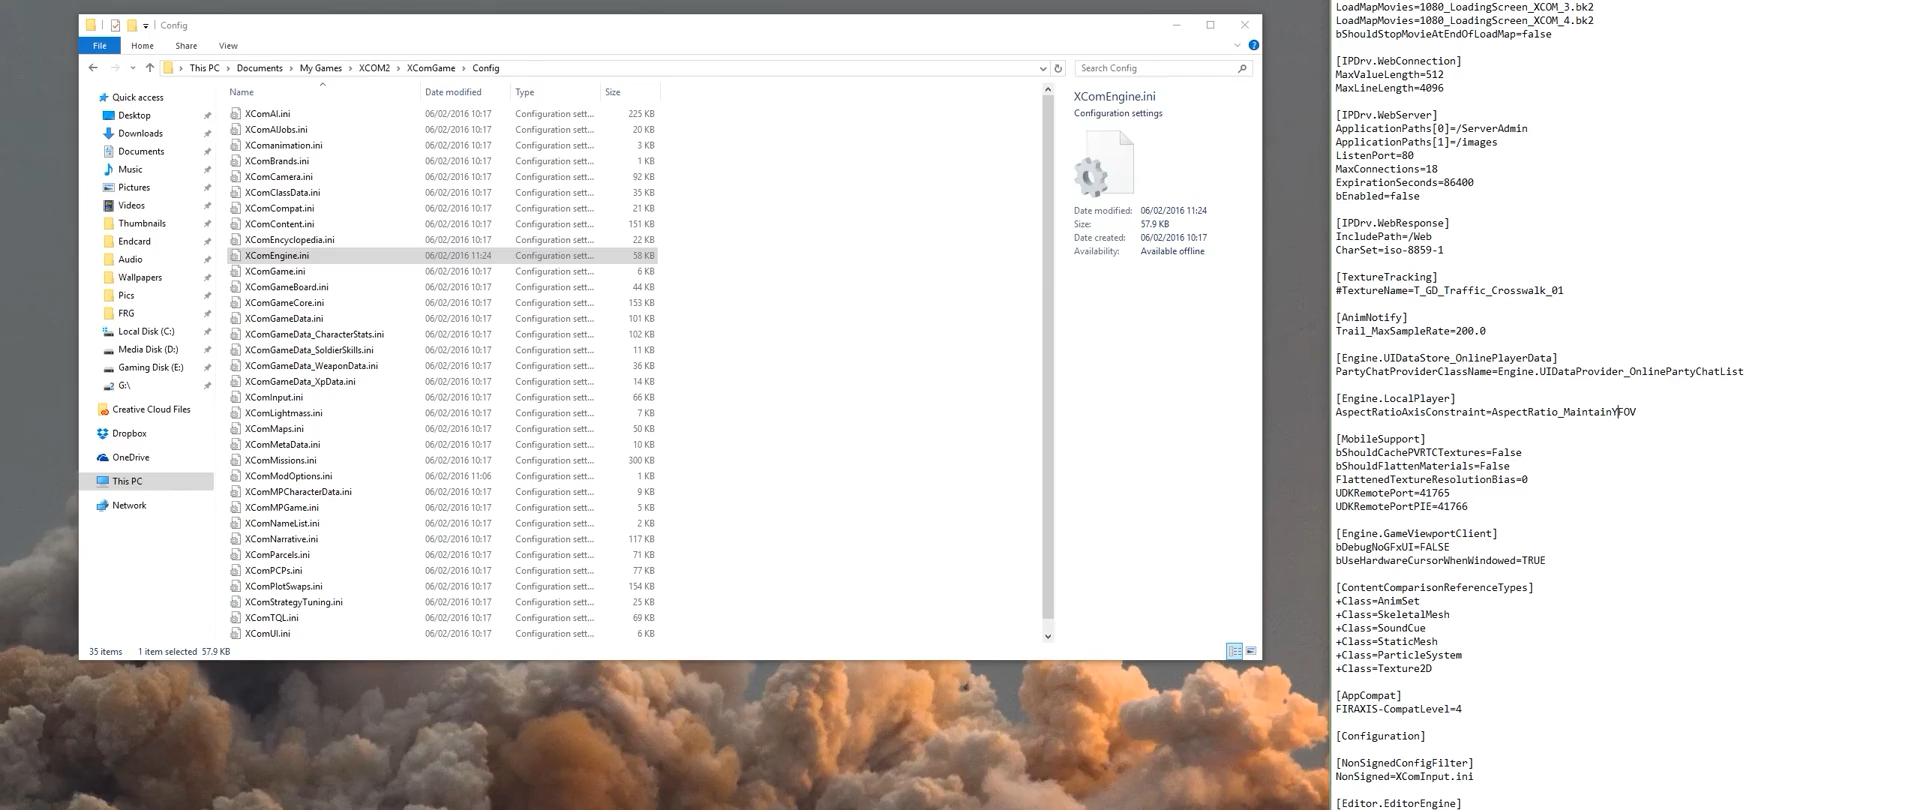 Config
File Home Share View
This PC > Documents > My Games > XCOM2 > XComGame > Config
Search Config
Quick access
Desktop
Downloads
Documents
Music
Pictures
Videos
Thumbnails
Endcard
Audio
Wallpapers
Pics
FRG
Local Disk (C:)
Media Disk (D:)
Gaming Disk (E:)
G:\
Creative Cloud Files
Dropbox
OneDrive
This PC
Network
Name Date modified Type Size
XComAI.ini 06/02/2016 10:17 Configuration sett... 225 KB
XComAIJobs.ini 06/02/2016 10:17 Configuration sett... 20 KB
XComanimation.ini 06/02/2016 10:17 Configuration sett... 3 KB
XComBrands.ini 06/02/2016 10:17 Configuration sett... 1 KB
XComCamera.ini 06/02/2016 10:17 Configuration sett... 92 KB
XComClassData.ini 06/02/2016 10:17 Configuration sett... 35 KB
XComCompat.ini 06/02/2016 10:17 Configuration sett... 21 KB
XComContent.ini 06/02/2016 10:17 Configuration sett... 151 KB
XComEncyclopedia.ini 06/02/2016 10:17 Configuration sett... 22 KB
XComEngine.ini 06/02/2016 11:24 Configuration sett... 58 KB
XComGame.ini 06/02/2016 10:17 Configuration sett... 6 KB
XComGameBoard.ini 06/02/2016 10:17 Configuration sett... 44 KB
XComGameCore.ini 06/02/2016 10:17 Configuration sett... 153 KB
XComGameData.ini 06/02/2016 10:17 Configuration sett... 101 KB
XComGameData_CharacterStats.ini 06/02/2016 10:17 Configuration sett... 102 KB
XComGameData_SoldierSkills.ini 06/02/2016 10:17 Configuration sett... 11 KB
XComGameData_WeaponData.ini 06/02/2016 10:17 Configuration sett... 36 KB
XComGameData_XpData.ini 06/02/2016 10:17 Configuration sett... 14 KB
XComInput.ini 06/02/2016 10:17 Configuration sett... 66 KB
XComLightmass.ini 06/02/2016 10:17 Configuration sett... 7 KB
XComMaps.ini 06/02/2016 10:17 Configuration sett... 50 KB
XComMetaData.ini 06/02/2016 10:17 Configuration sett... 10 KB
XComMissions.ini 06/02/2016 10:17 Configuration sett... 300 KB
XComModOptions.ini 06/02/2016 11:06 Configuration sett... 1 KB
XComMPCharacterData.ini 06/02/2016 10:17 Configuration sett... 9 KB
XComMPGame.ini 06/02/2016 10:17 Configuration sett... 5 KB
XComNameList.ini 06/02/2016 10:17 Configuration sett... 2 KB
XComNarrative.ini 06/02/2016 10:17 Configuration sett... 117 KB
XComParcels.ini 06/02/2016 10:17 Configuration sett... 71 KB
XComPCPs.ini 06/02/2016 10:17 Configuration sett... 77 KB
XComPlotSwaps.ini 06/02/2016 10:17 Configuration sett... 154 KB
XComStrategyTuning.ini 06/02/2016 10:17 Configuration sett... 25 KB
XComTQL.ini 06/02/2016 10:17 Configuration sett... 69 KB
XComUI.ini 06/02/2016 10:17 Configuration sett... 6 KB
XComEngine.ini
Configuration settings
Date modified: 06/02/2016 11:24
Size: 57.9 KB
Date created: 06/02/2016 10:17
Availability: Available offline
35 items 1 item selected 57.9 KB
LoadMapMovies=1080_LoadingScreen_XCOM_3.bk2
LoadMapMovies=1080_LoadingScreen_XCOM_4.bk2
bShouldStopMovieAtEndOfLoadMap=false
[IPDrv.WebConnection]
MaxValueLength=512
MaxLineLength=4096
[IPDrv.WebServer]
ApplicationPaths[0]=/ServerAdmin
ApplicationPaths[1]=/images
ListenPort=80
MaxConnections=18
ExpirationSeconds=86400
bEnabled=false
[IPDrv.WebResponse]
IncludePath=/Web
CharSet=iso-8859-1
[TextureTracking]
#TextureName=T_GD_Traffic_Crosswalk_01
[AnimNotify]
Trail_MaxSampleRate=200.0
[Engine.UIDataStore_OnlinePlayerData]
PartyChatProviderClassName=Engine.UIDataProvider_OnlinePartyChatList
[Engine.LocalPlayer]
AspectRatioAxisConstraint=AspectRatio_MaintainYFOV
[MobileSupport]
bShouldCachePVRTCTextures=False
bShouldFlattenMaterials=False
FlattenedTextureResolutionBias=0
UDKRemotePort=41765
UDKRemotePortPIE=41766
[Engine.GameViewportClient]
bDebugNoGFxUI=FALSE
bUseHardwareCursorWhenWindowed=TRUE
[ContentComparisonReferenceTypes]
+Class=AnimSet
+Class=SkeletalMesh
+Class=SoundCue
+Class=StaticMesh
+Class=ParticleSystem
+Class=Texture2D
[AppCompat]
FIRAXIS-CompatLevel=4
[Configuration]
[NonSignedConfigFilter]
NonSigned=XComInput.ini
[Editor.EditorEngine]